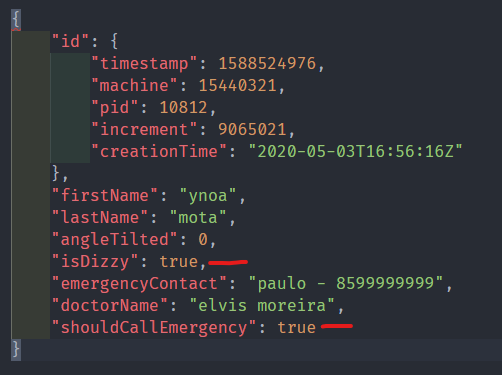 {
"id": {
"timestamp": 1588524976,
"machine": 15440321,
"pid": 10812,
"increment": 9065021,
"creationTime": "2020-05-03T16:56:16Z"
},
"firstName": "ynoa",
"lastName": "mota",
"angleTilted": 0,
"isDizzy": true,
"emergencyContact": "paulo - 8599999999",
"doctorName": "elvis moreira",
"shouldCallEmergency": true
}